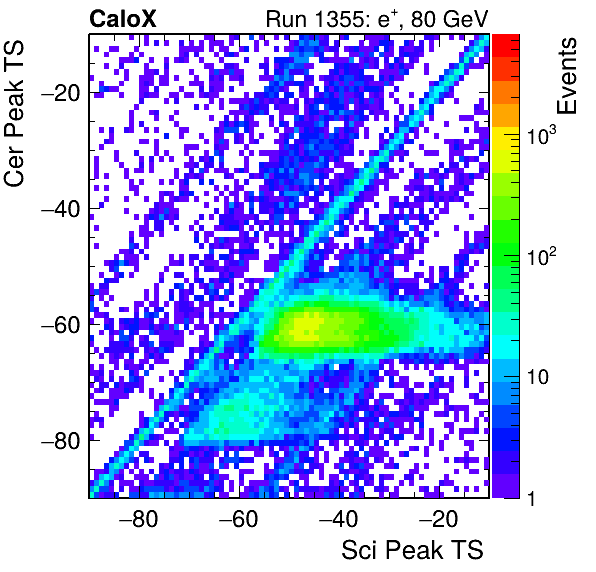 CaloX
Run 1355: e⁺, 80 GeV
Cer Peak TS
Events
−20
−40
−60
−80
10³
10²
10
1
−80
−60
−40
−20
Sci Peak TS